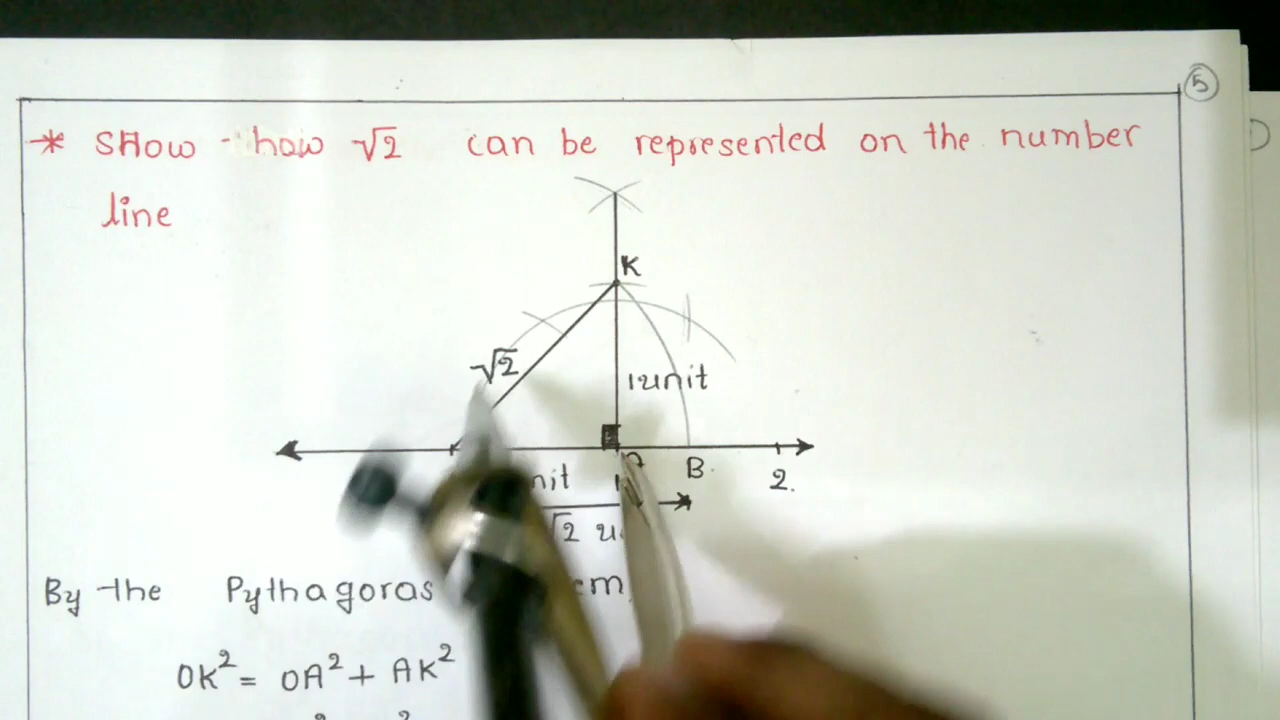 5
* SHow how √2 can be represented on the number
line
K
√2
1unit
B
2.
By the Pythagoras
OK² = OA² + AK²